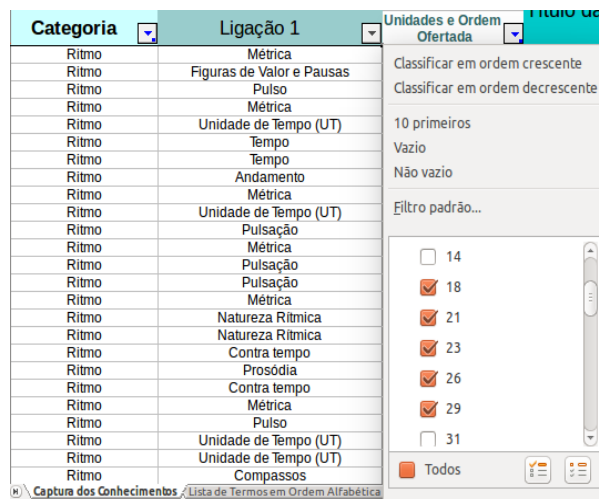 Categoria
Ligação 1
Unidades e Ordem
Ofertada
Ritmo Métrica
Ritmo Figuras de Valor e Pausas
Ritmo Pulso
Ritmo Métrica
Ritmo Unidade de Tempo (UT)
Ritmo Tempo
Ritmo Tempo
Ritmo Andamento
Ritmo Métrica
Ritmo Unidade de Tempo (UT)
Ritmo Pulsação
Ritmo Métrica
Ritmo Pulsação
Ritmo Pulsação
Ritmo Métrica
Ritmo Natureza Rítmica
Ritmo Natureza Rítmica
Ritmo Contra tempo
Ritmo Prosódia
Ritmo Contra tempo
Ritmo Métrica
Ritmo Pulso
Ritmo Unidade de Tempo (UT)
Ritmo Unidade de Tempo (UT)
Ritmo Compassos
Classificar em ordem crescente
Classificar em ordem decrescente
10 primeiros
Vazio
Não vazio
Filtro padrão...
14
18
21
23
26
29
31
Todos
Captura dos Conhecimentos
Lista de Termos em Ordem Alfabética